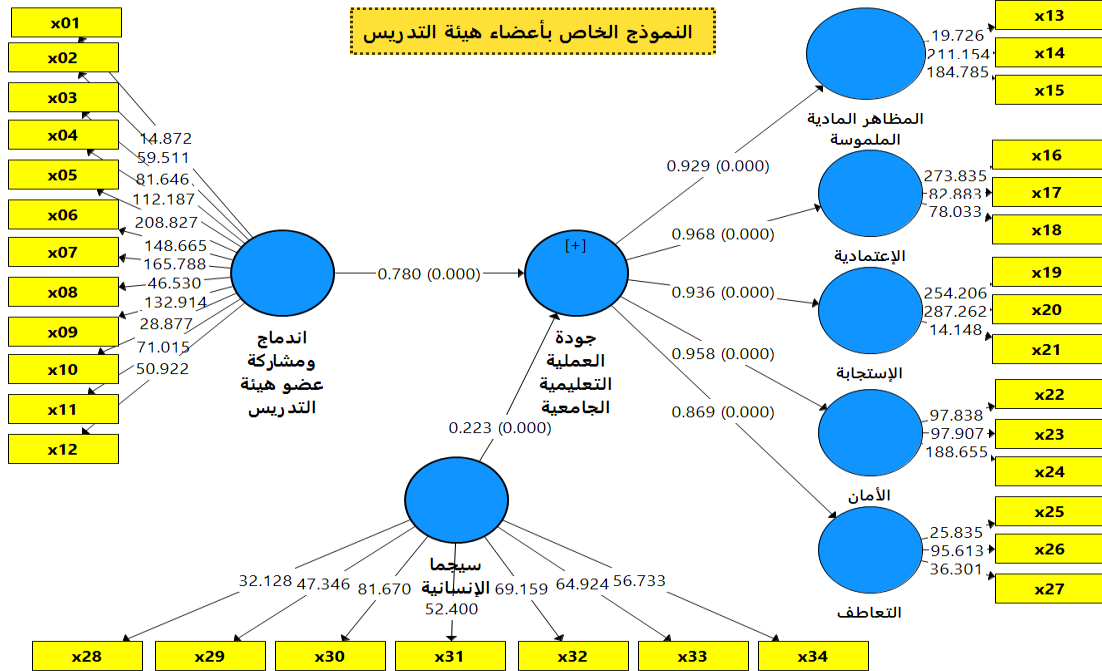 النموذج الخاص بأعضاء هيئة التدريس
x01
x02
x03
x04
x05
x06
x07
x08
x09
x10
x11
x12
14.872
59.511
81.646
112.187
208.827
148.665
165.788
46.530
132.914
28.877
71.015
50.922
اندماج
ومشاركة
عضو هيئة
التدريس
0.780 (0.000)
[+]
جودة
العملية
التعليمية
الجامعية
0.223 (0.000)
سيجما
الإنسانية
32.128
47.346
81.670
52.400
69.159
64.924
56.733
x28
x29
x30
x31
x32
x33
x34
0.929 (0.000)
0.968 (0.000)
0.936 (0.000)
0.958 (0.000)
0.869 (0.000)
المظاهر المادية
الملموسة
19.726
211.154
184.785
x13
x14
x15
الإعتمادية
273.835
82.883
78.033
x16
x17
x18
الإستجابة
254.206
287.262
14.148
x19
x20
x21
الأمان
97.838
97.907
188.655
x22
x23
x24
التعاطف
25.835
95.613
36.301
x25
x26
x27